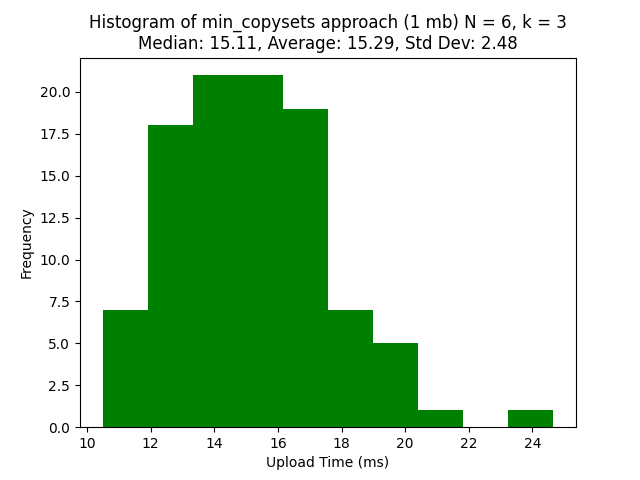 Histogram of min_copysets approach (1 mb) N = 6, k = 3
Median: 15.11, Average: 15.29, Std Dev: 2.48
20.0
17.5
15.0
12.5
10.0
7.5
5.0
2.5
0.0
Frequency
10 12 14 16 18 20 22 24
Upload Time (ms)